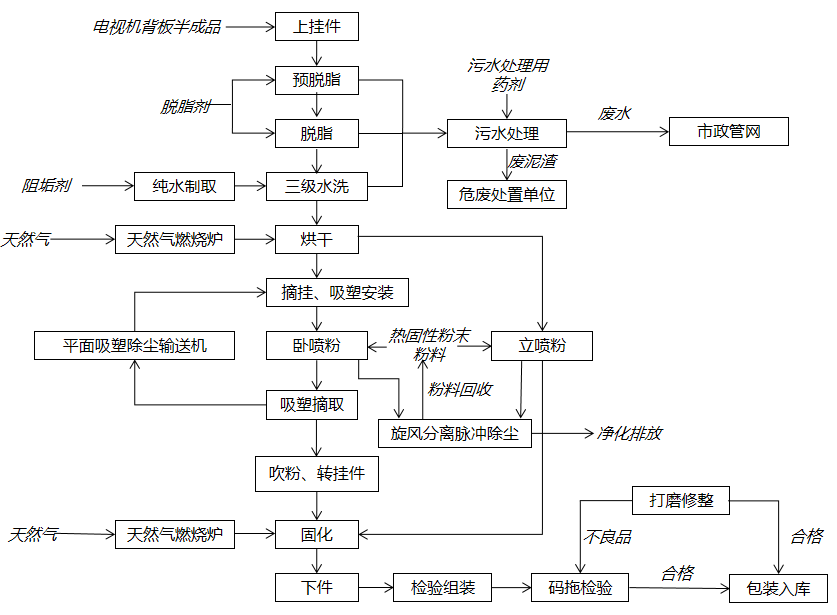 电视机背板半成品
上挂件
预脱脂
污水处理用
药剂
脱脂剂
脱脂
污水处理
废水
市政管网
废泥渣
阻垢剂
纯水制取
三级水洗
危废处置单位
天然气
天然气燃烧炉
烘干
摘挂、吸塑安装
平面吸塑除尘输送机
卧喷粉
热固性粉末
粉料
立喷粉
粉料回收
吸塑摘取
旋风分离脉冲除尘
净化排放
吹粉、转挂件
打磨修整
天然气
天然气燃烧炉
固化
不良品
合格
下件
检验组装
码拖检验
合格
包装入库